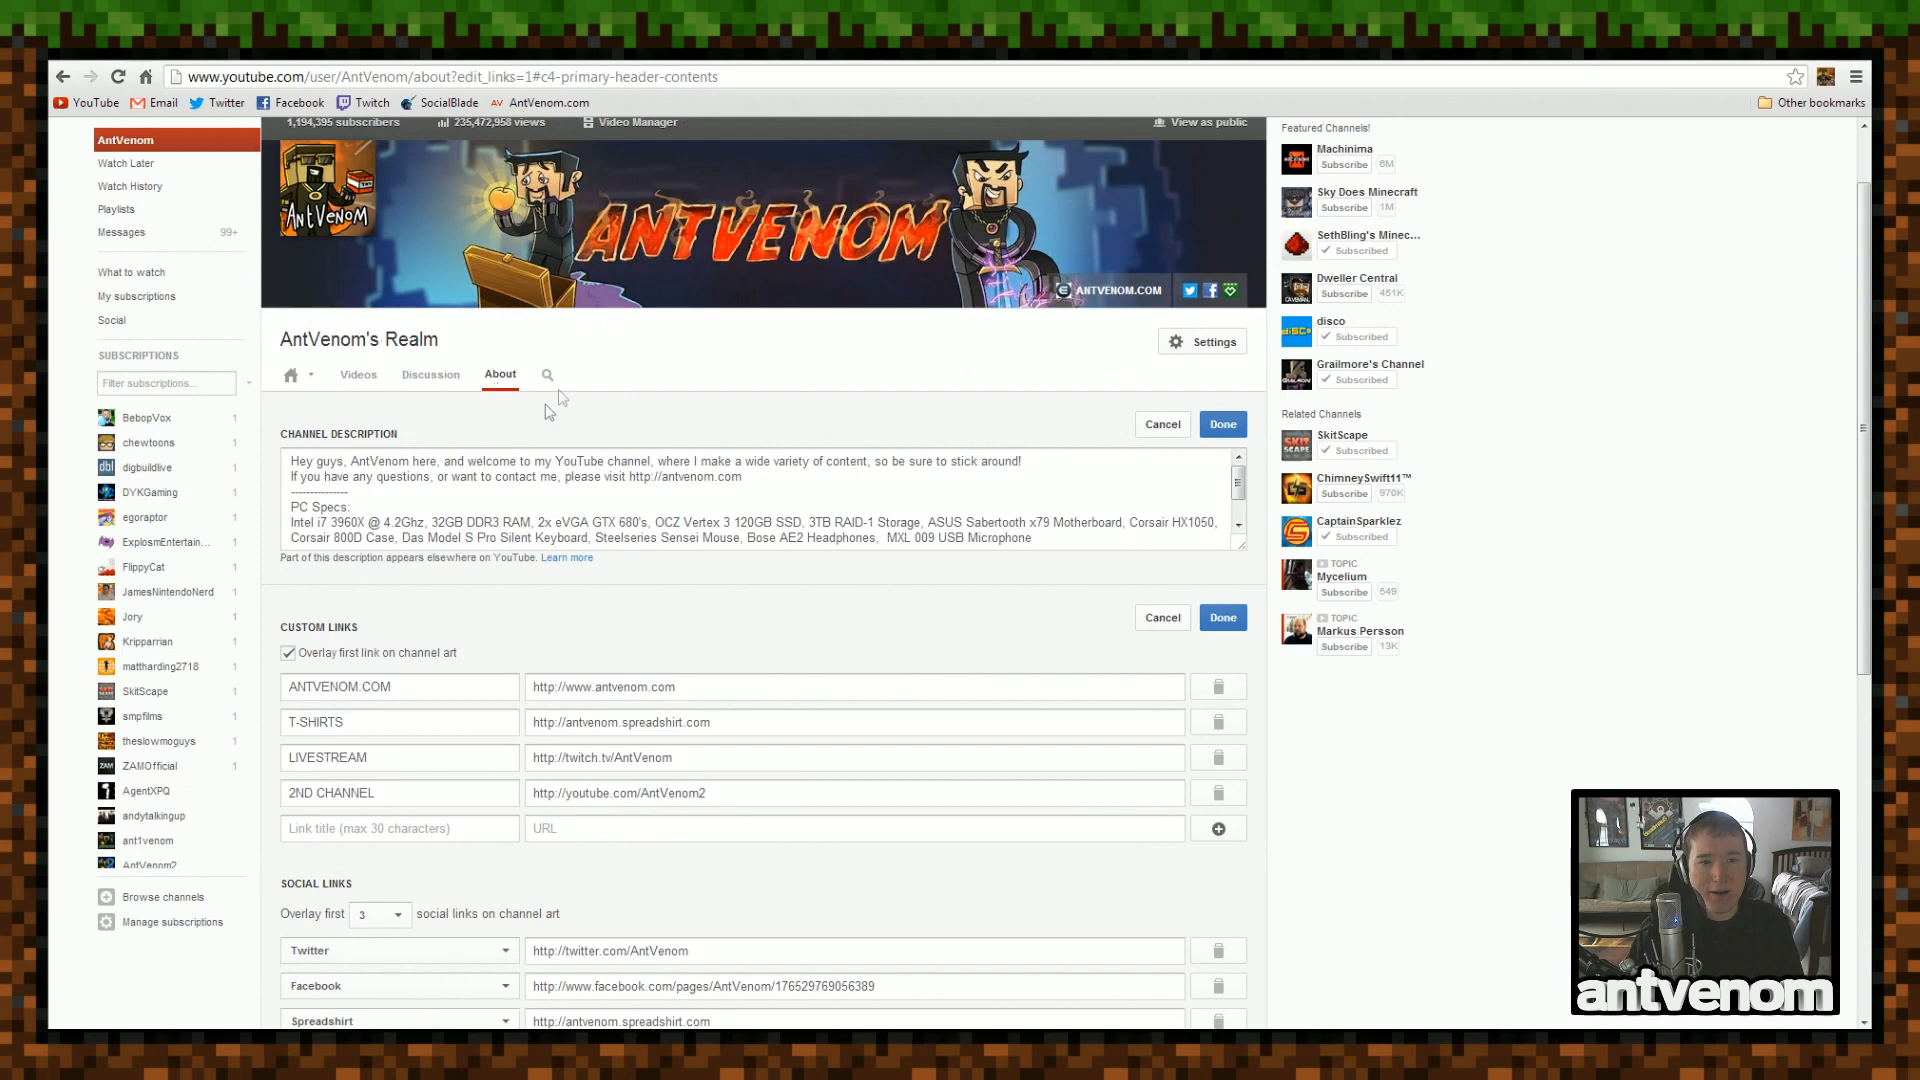 www.youtube.com/user/AntVenom/about?edit_links=1#c4-primary-header-contents
YouTube Email Twitter Facebook Twitch SocialBlade AV AntVenom.com Other bookmarks
1,194,395 subscribers 235,472,958 views Video Manager View as public
ANTVENOM
ANTVENOM
ANTVENOM.COM
AntVenom's Realm
Settings
Videos Discussion About
CHANNEL DESCRIPTION
Cancel Done
Hey guys, AntVenom here, and welcome to my YouTube channel, where I make a wide variety of content, so be sure to stick around!
If you have any questions, or want to contact me, please visit http://antvenom.com
---------------
PC Specs:
Intel i7 3960X @ 4.2Ghz, 32GB DDR3 RAM, 2x eVGA GTX 680's, OCZ Vertex 3 120GB SSD, 3TB RAID-1 Storage, ASUS Sabertooth x79 Motherboard, Corsair HX1050,
Corsair 800D Case, Das Model S Pro Silent Keyboard, Steelseries Sensei Mouse, Bose AE2 Headphones, MXL 009 USB Microphone
Part of this description appears elsewhere on YouTube. Learn more
CUSTOM LINKS
Cancel Done
Overlay first link on channel art
ANTVENOM.COM http://www.antvenom.com
T-SHIRTS http://antvenom.spreadshirt.com
LIVESTREAM http://twitch.tv/AntVenom
2ND CHANNEL http://youtube.com/AntVenom2
Link title (max 30 characters) URL
SOCIAL LINKS
Overlay first 3 social links on channel art
Twitter http://twitter.com/AntVenom
Facebook http://www.facebook.com/pages/AntVenom/176529769056389
Spreadshirt http://antvenom.spreadshirt.com
AntVenom
Watch Later
Watch History
Playlists
Messages 99+
What to watch
My subscriptions
Social
SUBSCRIPTIONS
Filter subscriptions...
BebopVox 1
chewtoons 1
dbl digbuildlive 1
DYKGaming 1
egoraptor 1
ExplosmEntertain... 1
FlippyCat 1
JamesNintendoNerd 1
Jory 1
Kripparrian 1
mattharding2718 1
SkitScape 1
smpfilms 1
theslowmoguys 1
ZAM ZAMOfficial 1
AgentXPQ
andytalkingup
ant1venom
AntVenom2
Browse channels
Manage subscriptions
Featured Channels!
Machinima
Subscribe 6M
Sky Does Minecraft
Subscribe 1M
SethBling's Minec...
Subscribed
Dweller Central
Subscribe 451K
disco
Subscribed
Grailmore's Channel
Subscribed
Related Channels
SkitScape
Subscribed
ChimneySwift11™
Subscribe 970K
CaptainSparklez
Subscribed
TOPIC
Mycelium
Subscribe 549
TOPIC
Markus Persson
Subscribe 13K
antvenom